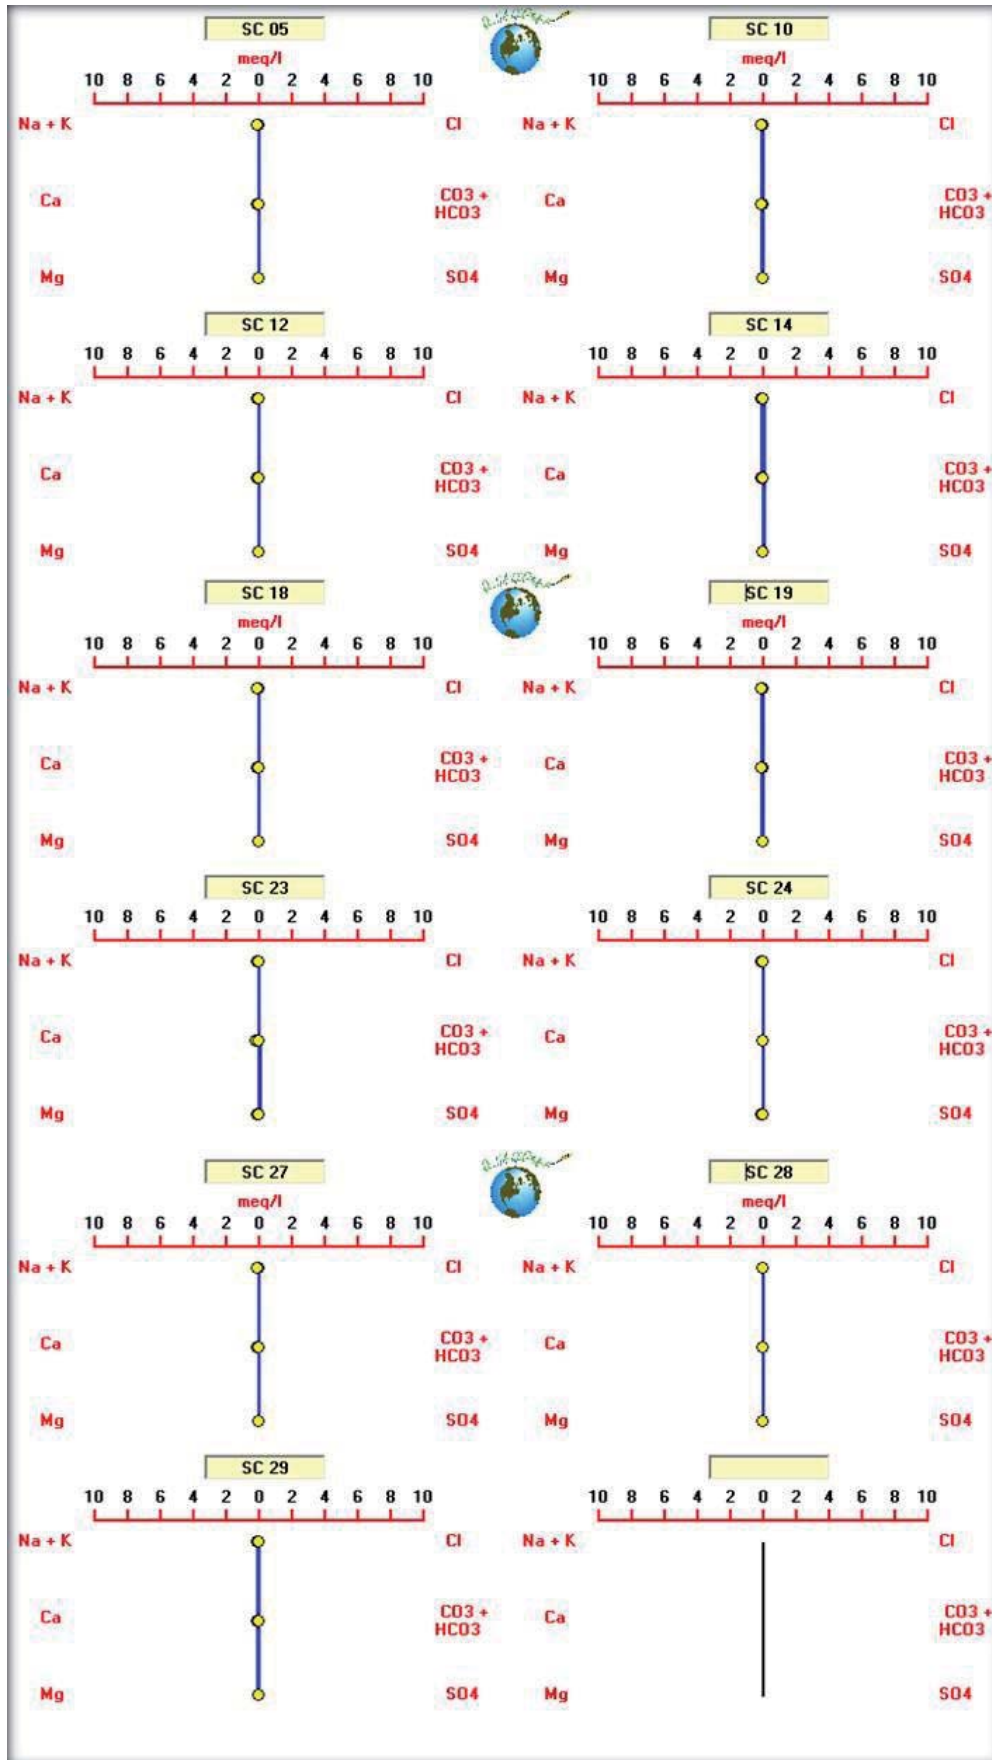 SC 05 SC 10
meq/l meq/l
10 8 6 4 2 0 2 4 6 8 10 10 8 6 4 2 0 2 4 6 8 10
Na + K Cl Na + K Cl
Ca CO3 + HCO3 Ca CO3 + HCO3
Mg SO4 Mg SO4
SC 12 SC 14
10 8 6 4 2 0 2 4 6 8 10 10 8 6 4 2 0 2 4 6 8 10
Na + K Cl Na + K Cl
Ca CO3 + HCO3 Ca CO3 + HCO3
Mg SO4 Mg SO4
SC 18 SC 19
meq/l meq/l
10 8 6 4 2 0 2 4 6 8 10 10 8 6 4 2 0 2 4 6 8 10
Na + K Cl Na + K Cl
Ca CO3 + HCO3 Ca CO3 + HCO3
Mg SO4 Mg SO4
SC 23 SC 24
10 8 6 4 2 0 2 4 6 8 10 10 8 6 4 2 0 2 4 6 8 10
Na + K Cl Na + K Cl
Ca CO3 + HCO3 Ca CO3 + HCO3
Mg SO4 Mg SO4
SC 27 SC 28
meq/l meq/l
10 8 6 4 2 0 2 4 6 8 10 10 8 6 4 2 0 2 4 6 8 10
Na + K Cl Na + K Cl
Ca CO3 + HCO3 Ca CO3 + HCO3
Mg SO4 Mg SO4
SC 29
10 8 6 4 2 0 2 4 6 8 10 10 8 6 4 2 0 2 4 6 8 10
Na + K Cl Na + K Cl
Ca CO3 + HCO3 Ca CO3 + HCO3
Mg SO4 Mg SO4